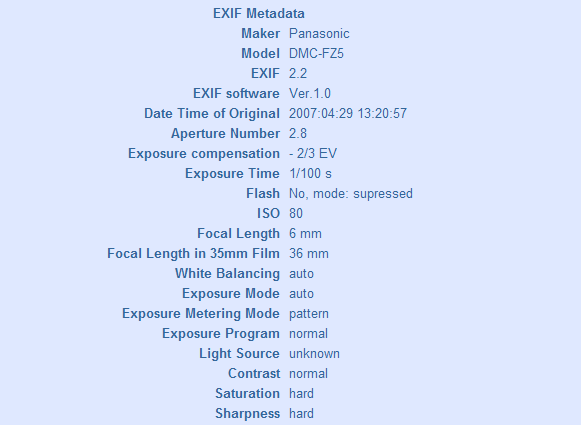 EXIF Metadata
Maker Panasonic
Model DMC-FZ5
EXIF 2.2
EXIF software Ver.1.0
Date Time of Original 2007:04:29 13:20:57
Aperture Number 2.8
Exposure compensation - 2/3 EV
Exposure Time 1/100 s
Flash No, mode: supressed
ISO 80
Focal Length 6 mm
Focal Length in 35mm Film 36 mm
White Balancing auto
Exposure Mode auto
Exposure Metering Mode pattern
Exposure Program normal
Light Source unknown
Contrast normal
Saturation hard
Sharpness hard